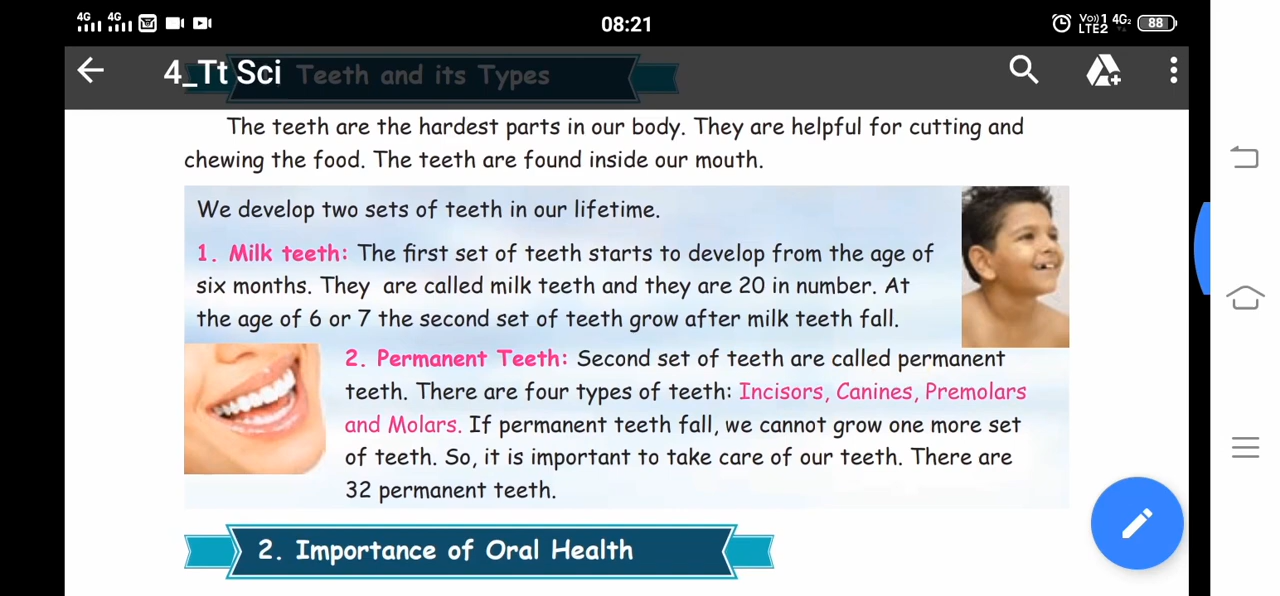 4G 4G 08:21 Vo)) 1 4G2 LTE2 88
4_Tt Sci Teeth and its Types
The teeth are the hardest parts in our body. They are helpful for cutting and
chewing the food. The teeth are found inside our mouth.
We develop two sets of teeth in our lifetime.
1. Milk teeth: The first set of teeth starts to develop from the age of
six months. They are called milk teeth and they are 20 in number. At
the age of 6 or 7 the second set of teeth grow after milk teeth fall.
2. Permanent Teeth: Second set of teeth are called permanent
teeth. There are four types of teeth: Incisors, Canines, Premolars
and Molars. If permanent teeth fall, we cannot grow one more set
of teeth. So, it is important to take care of our teeth. There are
32 permanent teeth.
2. Importance of Oral Health